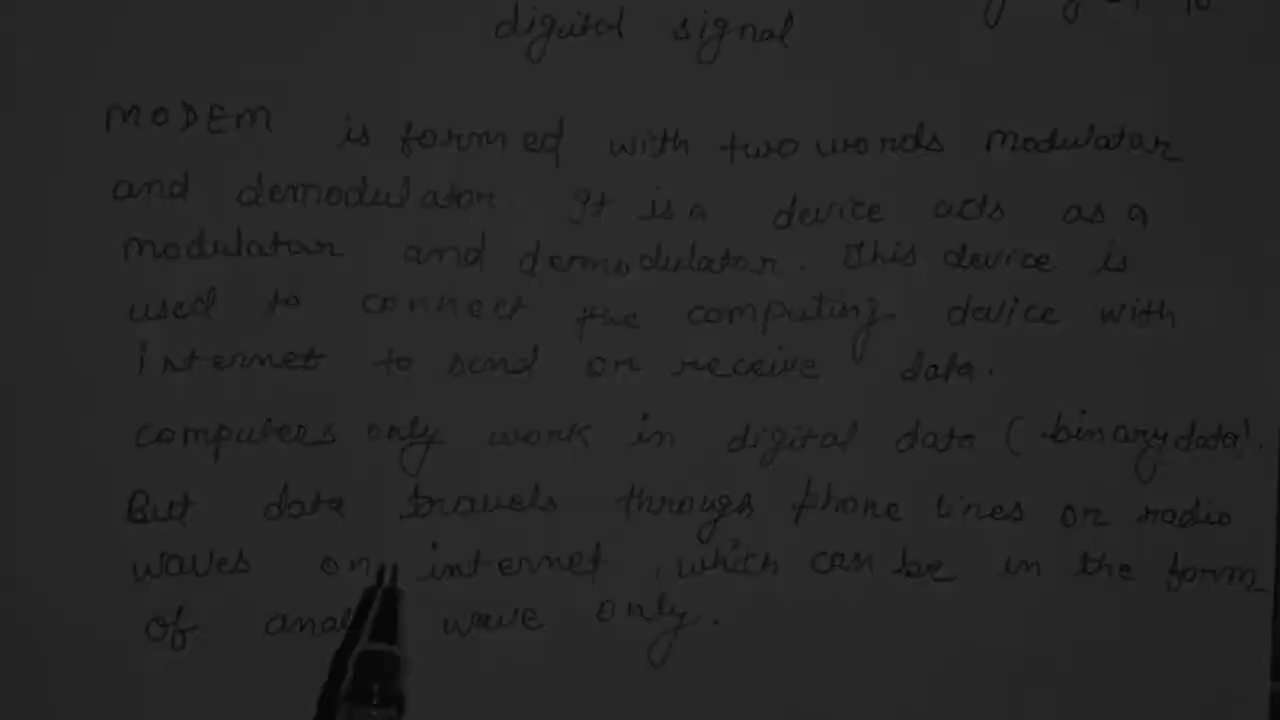 digital signal
MODEM is formed with two words modulator
and demodulator. It is a device acts as a
modulator and demodulator. This device is
used to connect the computing device with
internet to send or receive data.
computers only work in digital data (binary data).
But data travels through phone lines or radio
waves on internet, which can be in the form
of wave only.